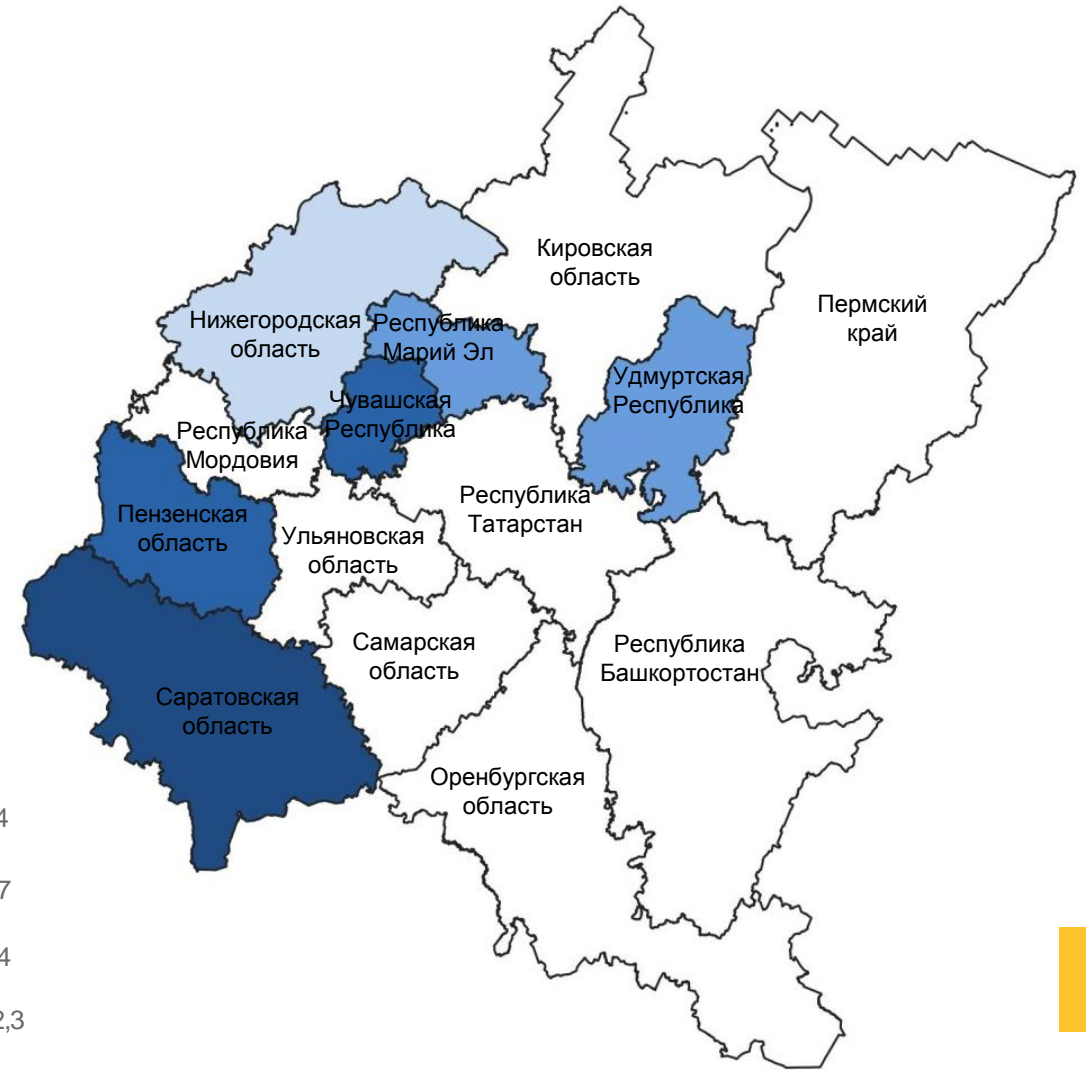 Кировская
область
Пермский
край
Нижегородская
область
Республика
Марий Эл
Удмуртская
Республика
Чувашская
Республика
Республика
Мордовия
Республика
Татарстан
Пензенская
область
Ульяновская
область
Самарская
область
Республика
Башкортостан
Саратовская
область
Оренбургская
область
4
7
4
2,3